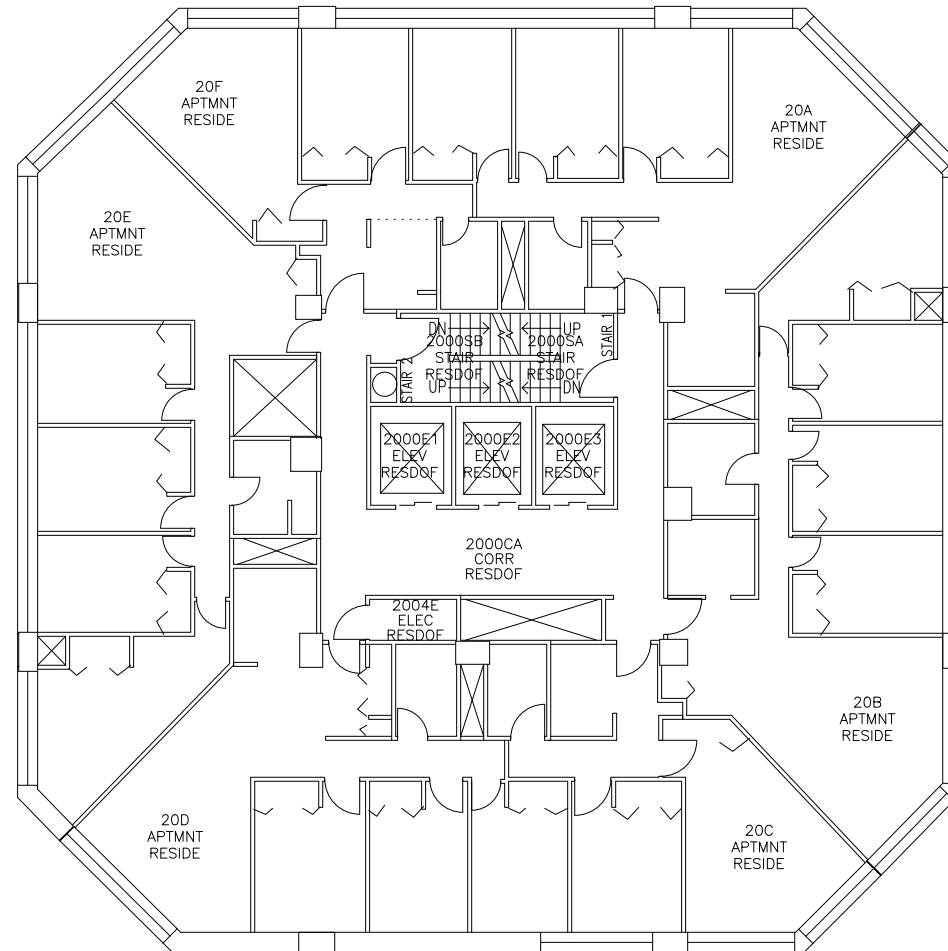 20F
APTMNT
RESIDE
20A
APTMNT
RESIDE
20E
APTMNT
RESIDE
DN
UP
2000SB
STAIR
RESDOF
2000SA
STAIR
RESDOF
STAIR 1
STAIR 2
UP
DN
2000E1
ELEV
RESDOF
2000E2
ELEV
RESDOF
2000E3
ELEV
RESDOF
2000CA
CORR
RESDOF
2004E
ELEC
RESDOF
20B
APTMNT
RESIDE
20D
APTMNT
RESIDE
20C
APTMNT
RESIDE